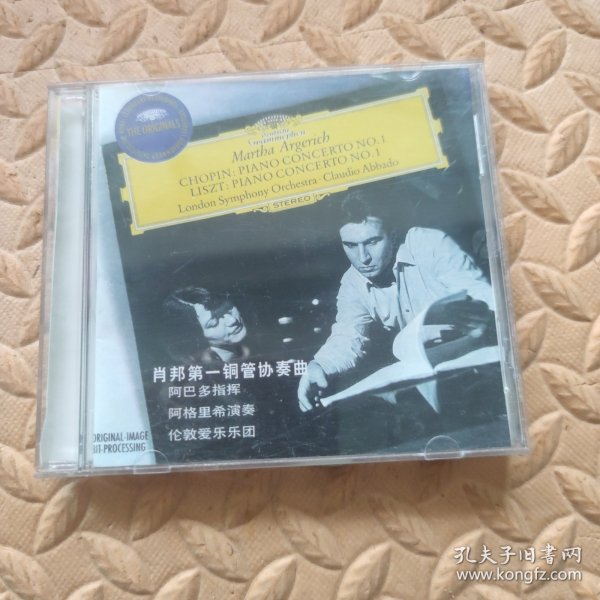 THE ORIGINALS
Deutsche
Grammophon
Martha Argerich
CHOPIN: PIANO CONCERTO NO.1
LISZT: PIANO CONCERTO NO.1
London Symphony Orchestra · Claudio Abbado
STEREO
肖邦第一铜管协奏曲
阿巴多指挥
阿格里希演奏
伦敦爱乐乐团
ORIGINAL-IMAGE
BIT-PROCESSING
孔夫子旧书网
www.kongfz.com